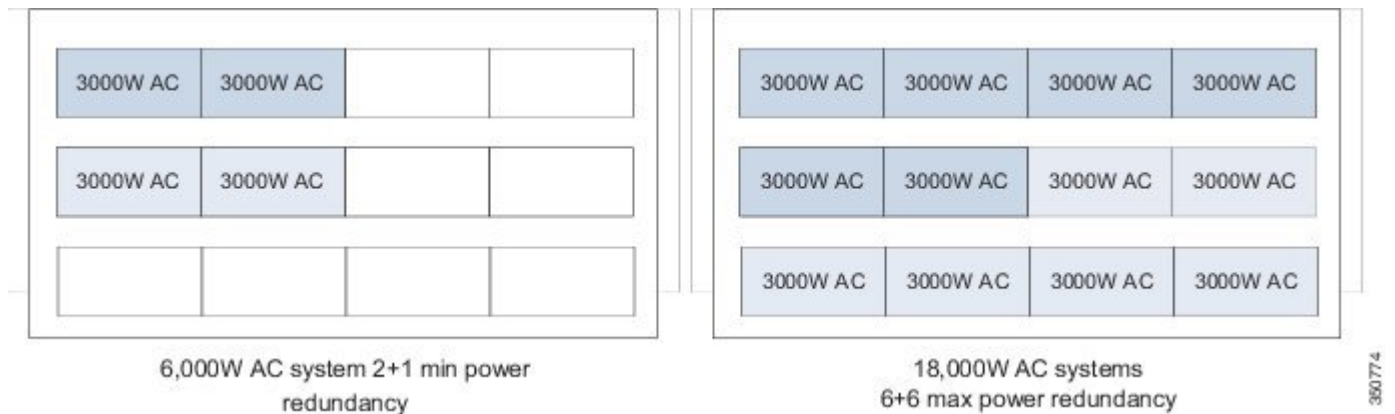 3000W AC 3000W AC
3000W AC 3000W AC
6,000W AC system 2+1 min power
redundancy
3000W AC 3000W AC 3000W AC 3000W AC
3000W AC 3000W AC 3000W AC 3000W AC
3000W AC 3000W AC 3000W AC 3000W AC
18,000W AC systems
6+6 max power redundancy
360774